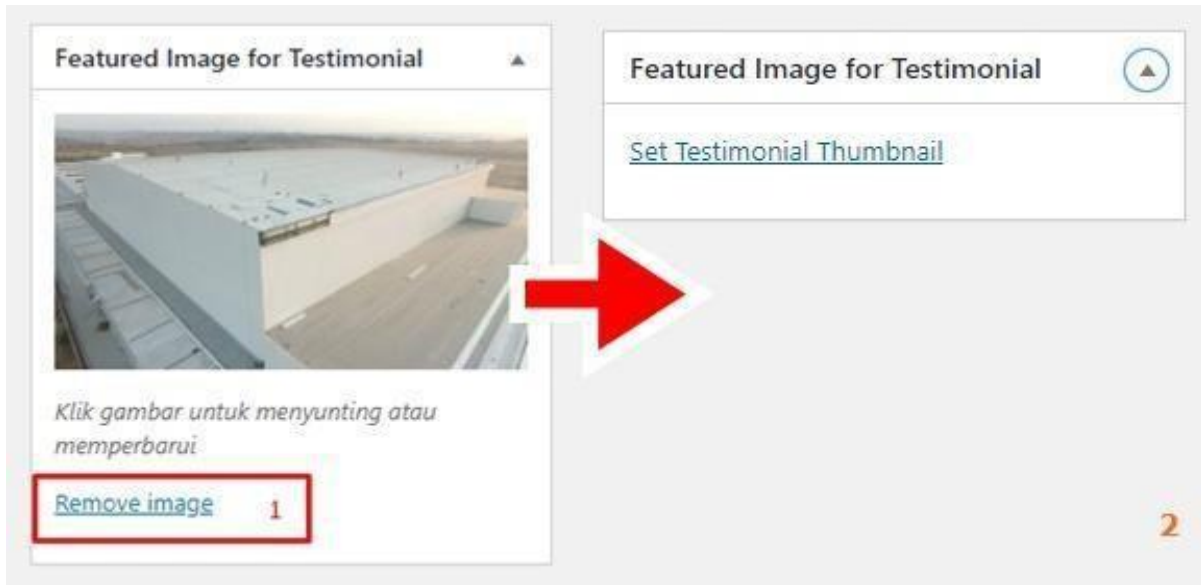 Featured Image for Testimonial
Klik gambar untuk menyunting atau
memperbarui
Remove image 1
Featured Image for Testimonial
Set Testimonial Thumbnail
2